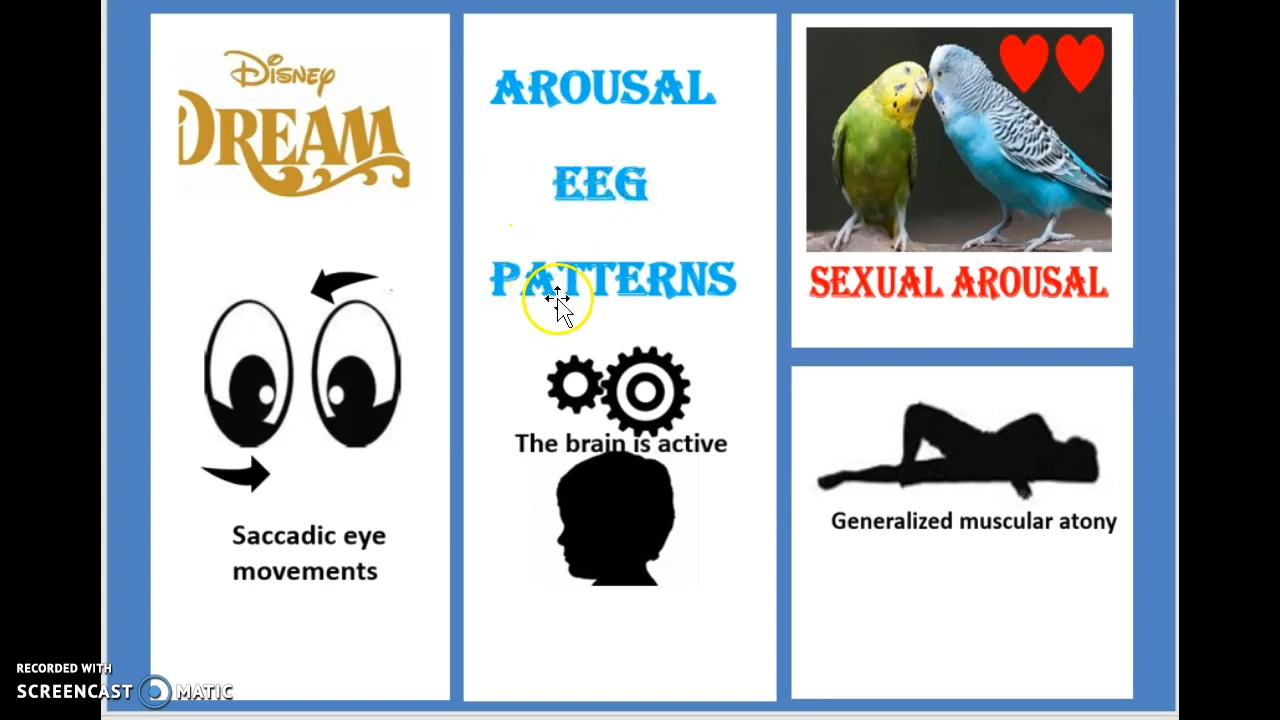 Disney
DREAM
Saccadic eye
movements
AROUSAL
EEG
PATTERNS
The brain is active
SEXUAL AROUSAL
Generalized muscular atony
RECORDED WITH
SCREENCAST MATIC